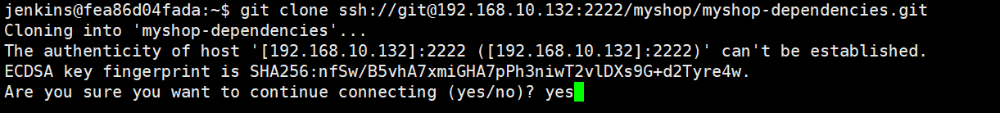 jenkins@fea86d04fada:~$ git clone ssh://git@192.168.10.132:2222/myshop/myshop-dependencies.git
Cloning into 'myshop-dependencies'...
The authenticity of host '[192.168.10.132]:2222 ([192.168.10.132]:2222)' can't be established.
ECDSA key fingerprint is SHA256:nfSw/B5vhA7xmiGHA7pPh3niwT2vlDXs9G+d2Tyre4w.
Are you sure you want to continue connecting (yes/no)? yes